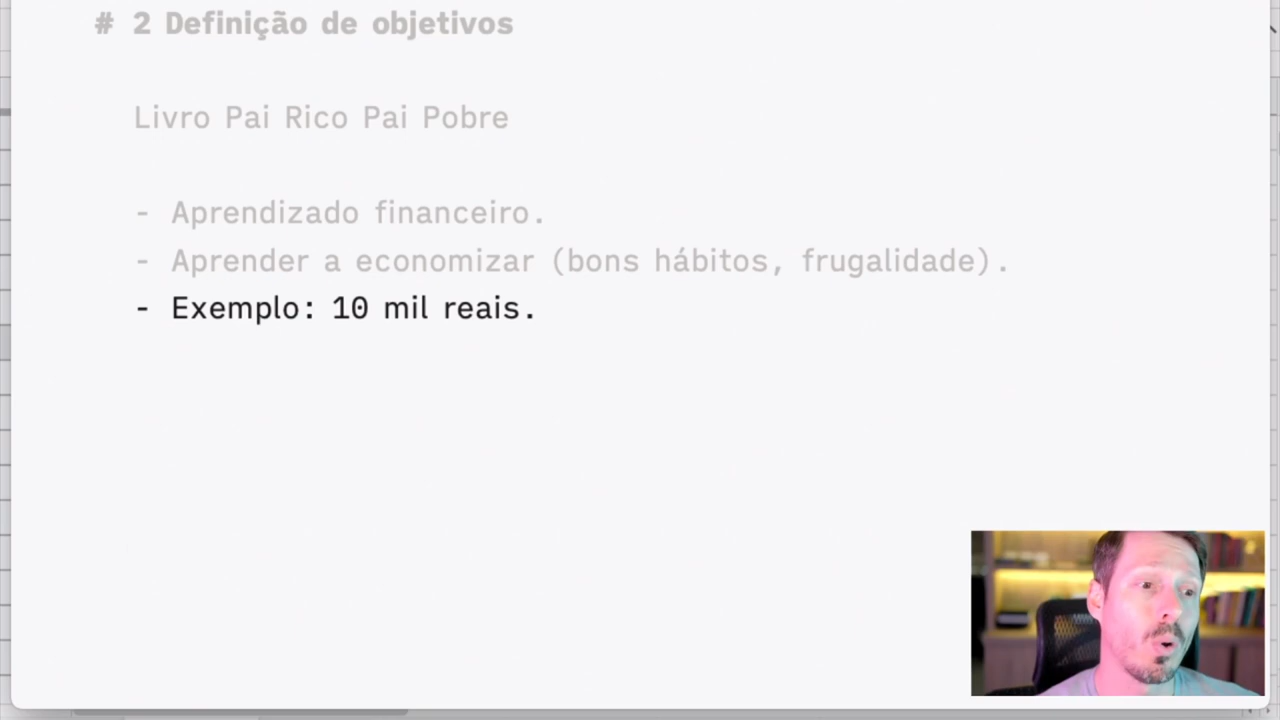 # 2 Definição de objetivos
Livro Pai Rico Pai Pobre
- Aprendizado financeiro.
- Aprender a economizar (bons hábitos, frugalidade).
- Exemplo: 10 mil reais.